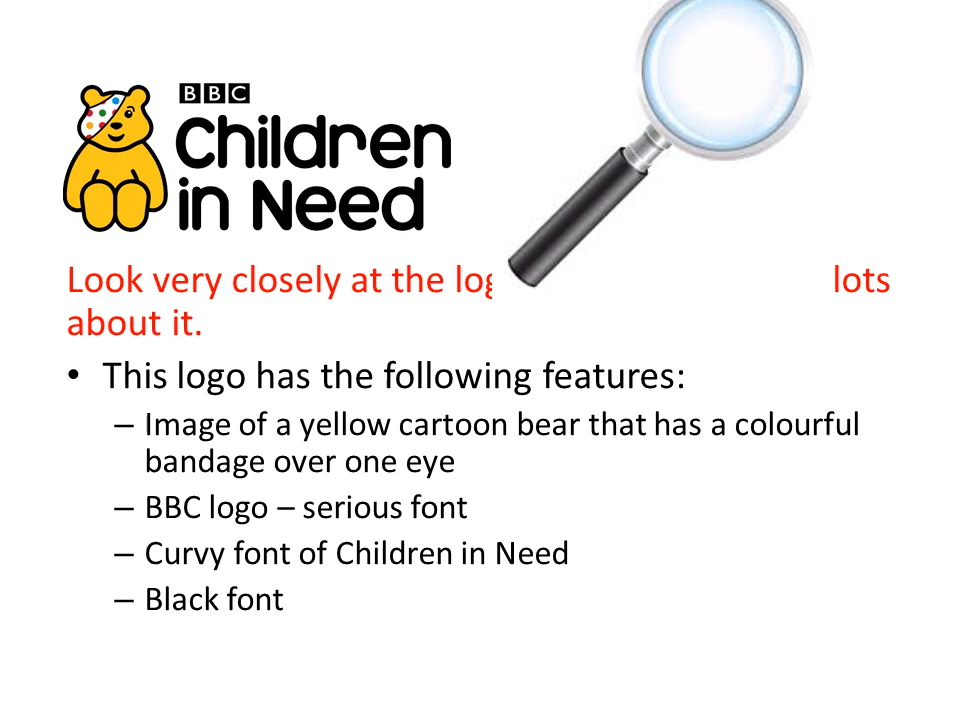 BBC
Children
in Need
Look very closely at the log lots
about it.
• This logo has the following features:
– Image of a yellow cartoon bear that has a colourful
bandage over one eye
– BBC logo – serious font
– Curvy font of Children in Need
– Black font